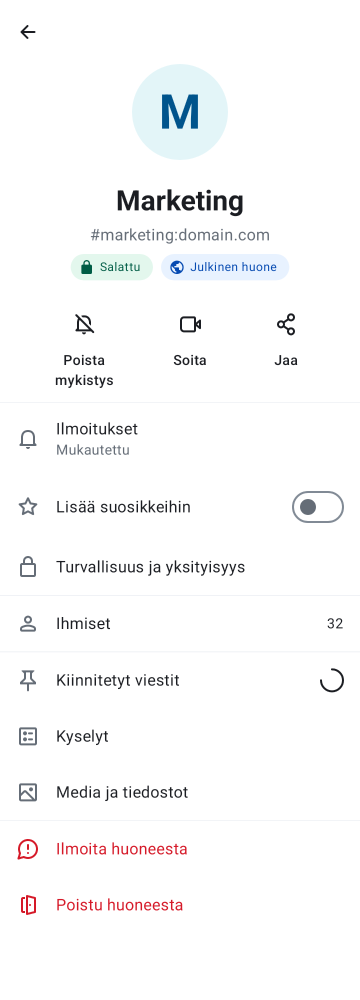 M
Marketing
#marketing:domain.com
Salattu
Julkinen huone
Poista
mykistys
Soita
Jaa
Ilmoitukset
Mukautettu
Lisää suosikkeihin
Turvallisuus ja yksityisyys
Ihmiset
32
Kiinnitetyt viestit
Kyselyt
Media ja tiedostot
Ilmoita huoneesta
Poistu huoneesta